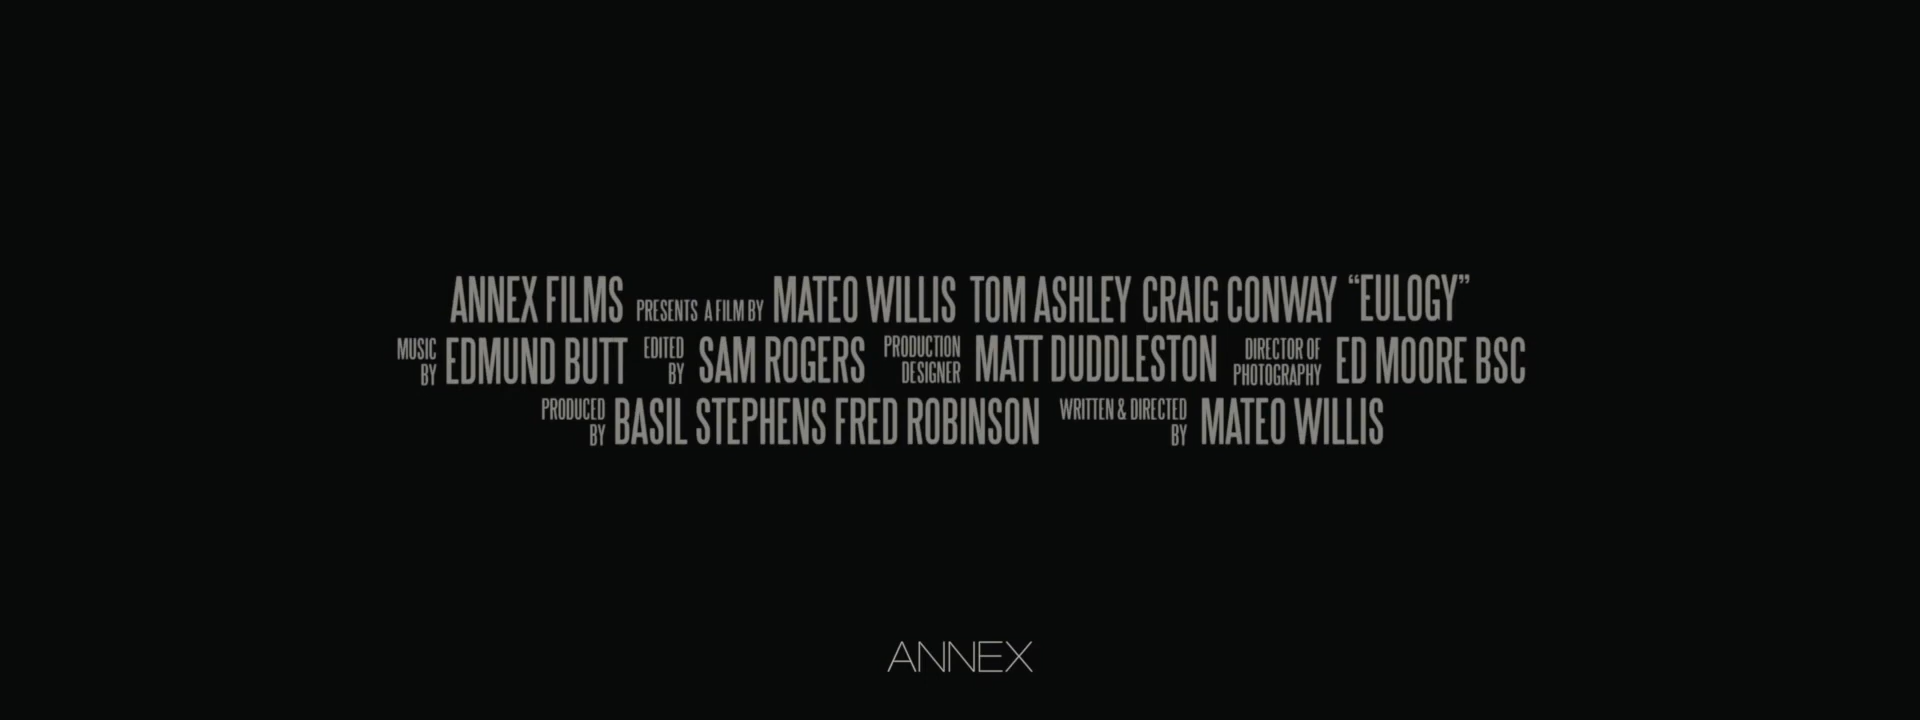 ANNEX FILMS PRESENTS A FILM BY MATEO WILLIS TOM ASHLEY CRAIG CONWAY “EULOGY”
MUSIC BY EDMUND BUTT EDITED BY SAM ROGERS PRODUCTION DESIGNER MATT DUDDLESTON DIRECTOR OF PHOTOGRAPHY ED MOORE BSC
PRODUCED BY BASIL STEPHENS FRED ROBINSON WRITTEN & DIRECTED BY MATEO WILLIS
ANNEX